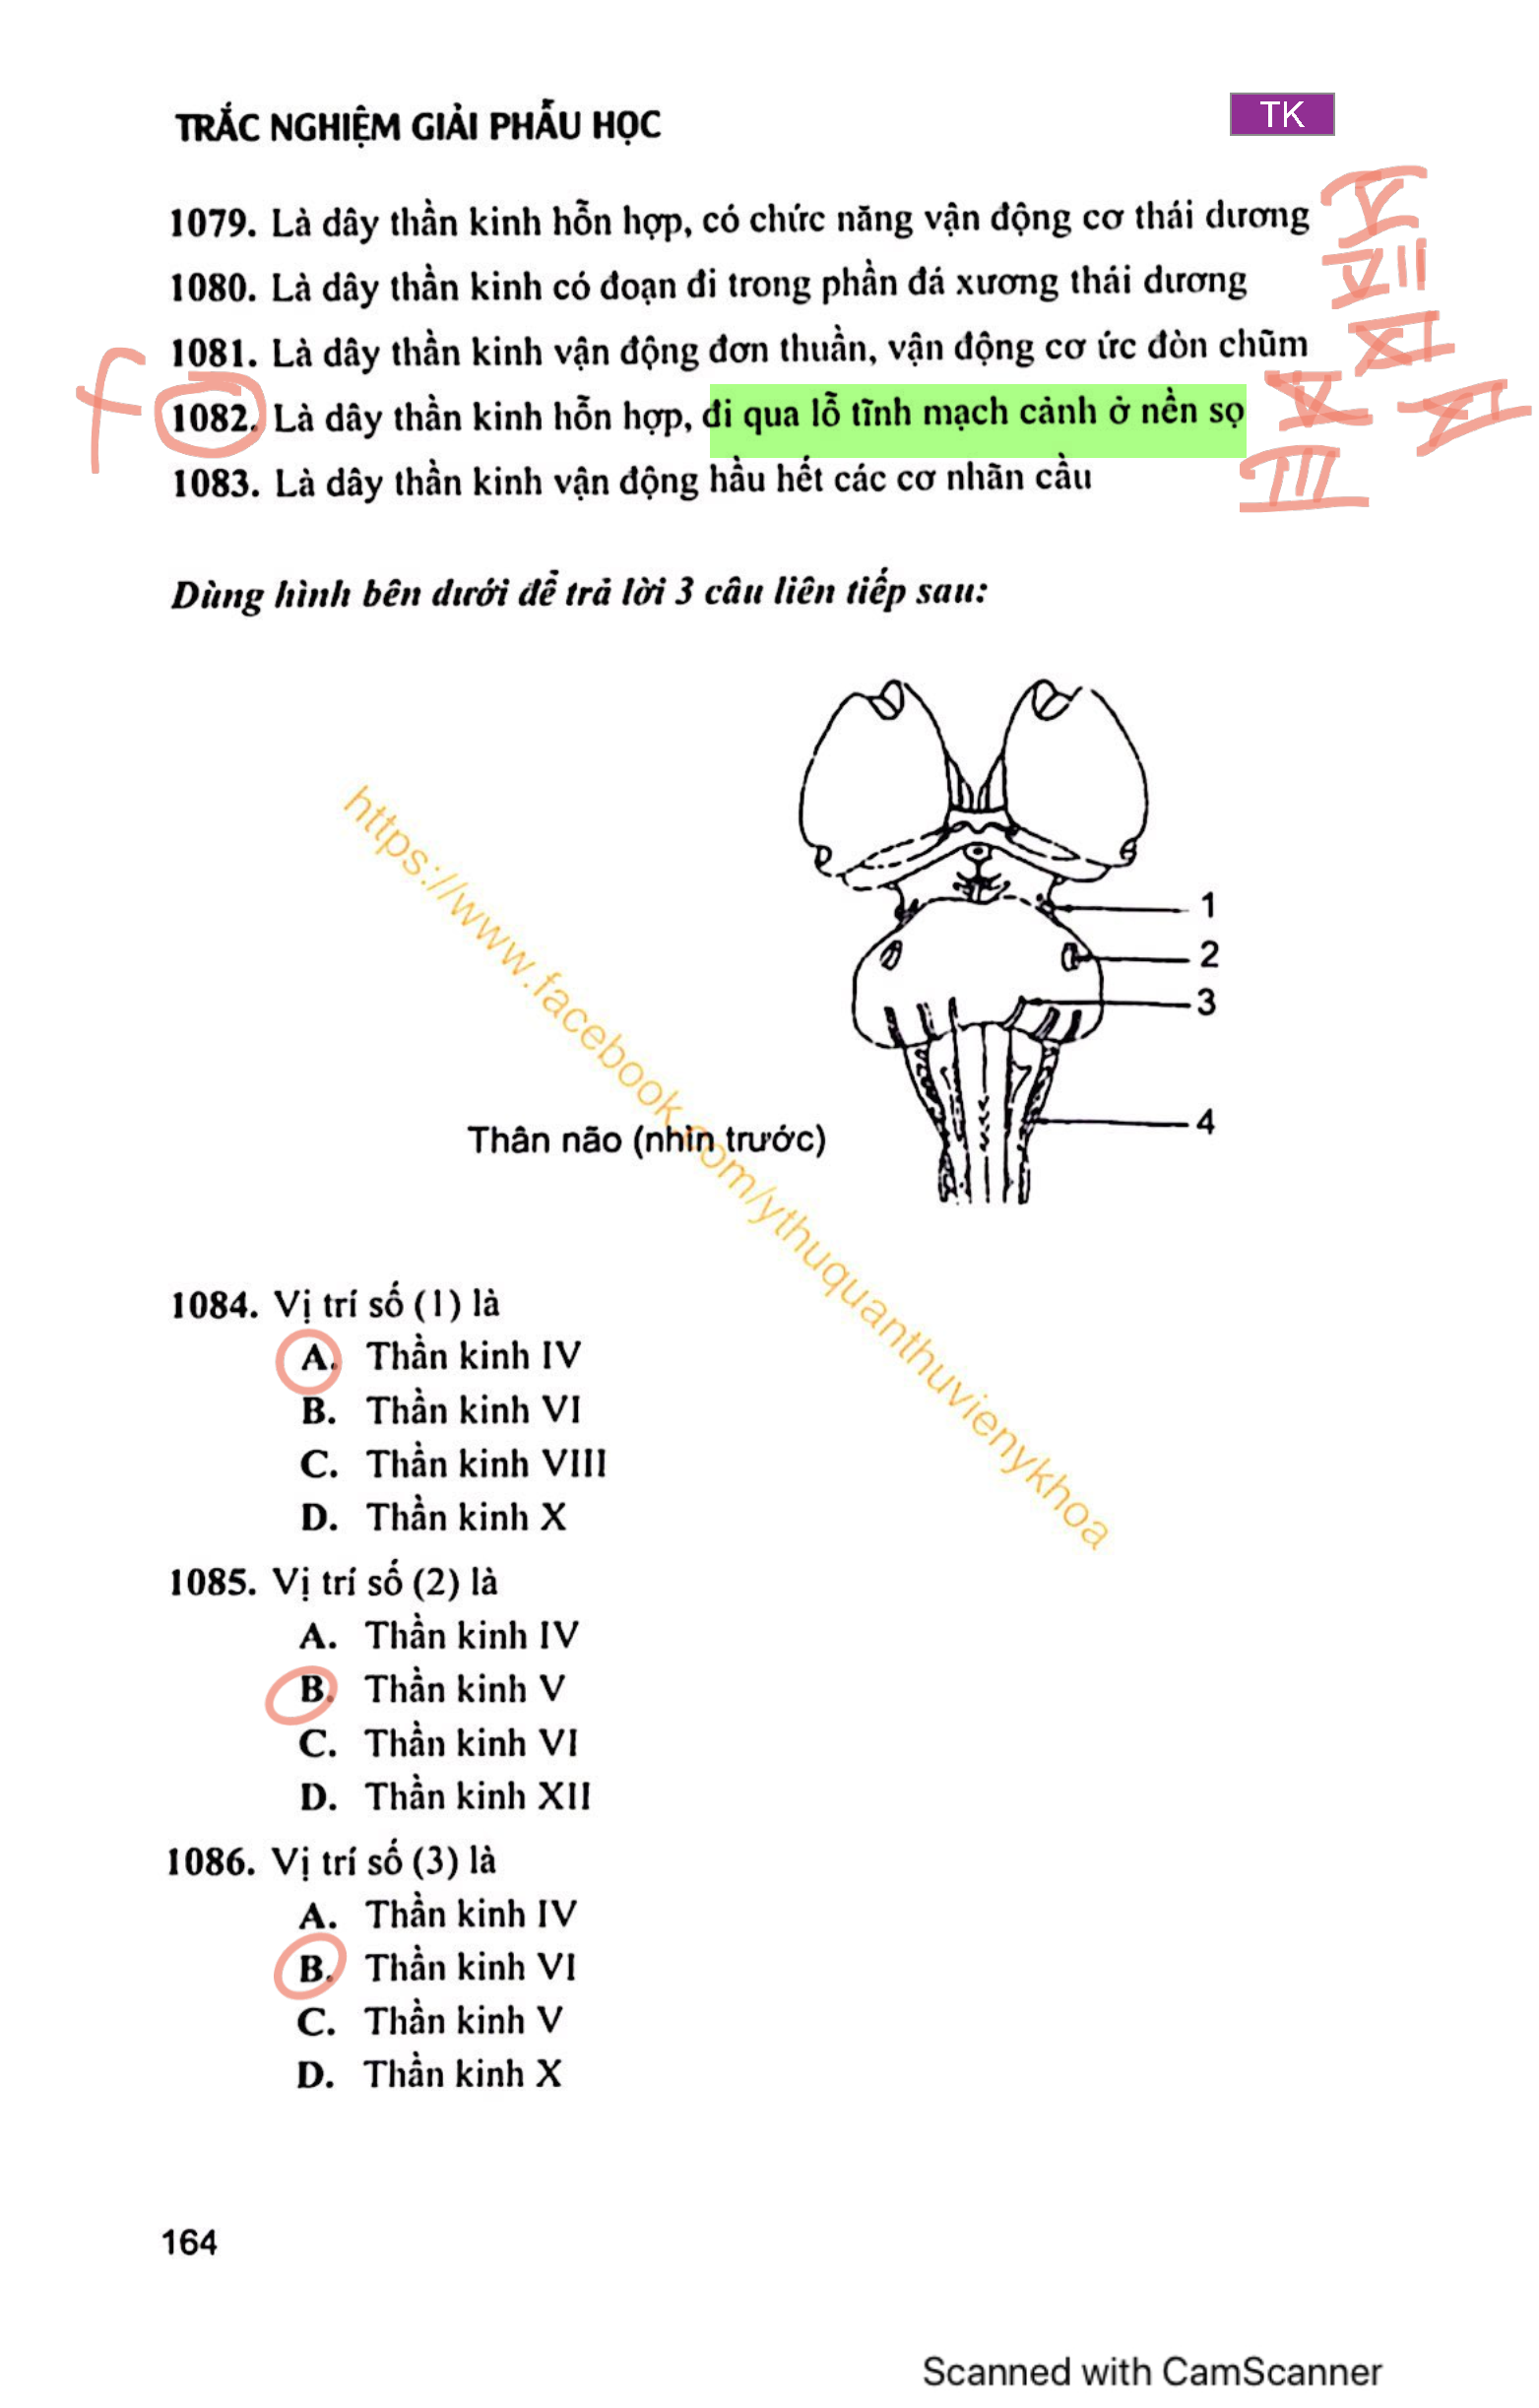 TRẮC NGHIỆM GIẢI PHẪU HỌC
TK
1079. Là dây thần kinh hỗn hợp, có chức năng vận động cơ thái dương
V
1080. Là dây thần kinh có đoạn đi trong phần đá xương thái dương
VII
1081. Là dây thần kinh vận động đơn thuần, vận động cơ ức đòn chũm
XI
1082. Là dây thần kinh hỗn hợp, đi qua lỗ tĩnh mạch cảnh ở nền sọ
X
XI
1083. Là dây thần kinh vận động hầu hết các cơ nhãn cầu
III
Dùng hình bên dưới để trả lời 3 câu liên tiếp sau:
1
2
3
4
Thân não (nhìn trước)
https://www.facebook.com/ythuquanthuvienykhoa
1084. Vị trí số (1) là
A. Thần kinh IV
B. Thần kinh VI
C. Thần kinh VIII
D. Thần kinh X
1085. Vị trí số (2) là
A. Thần kinh IV
B. Thần kinh V
C. Thần kinh VI
D. Thần kinh XII
1086. Vị trí số (3) là
A. Thần kinh IV
B. Thần kinh VI
C. Thần kinh V
D. Thần kinh X
164
Scanned with CamScanner